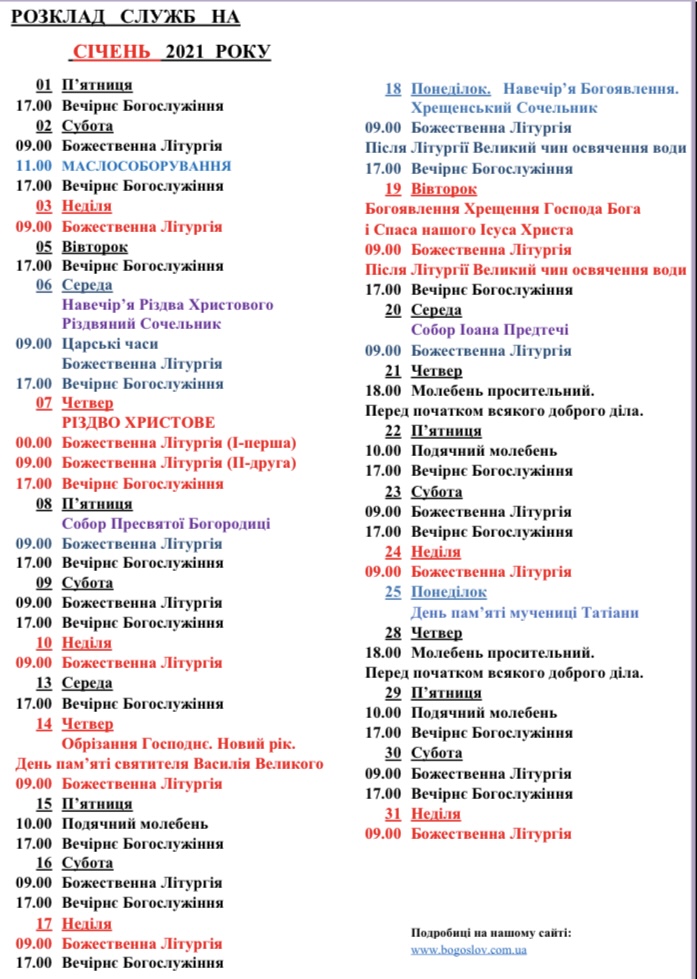 РОЗКЛАД СЛУЖБ НА
СІЧЕНЬ 2021 РОКУ
01 П’ятниця
17.00 Вечірнє Богослужіння
02 Субота
09.00 Божественна Літургія
11.00 МАСЛОСОБОРУВАННЯ
17.00 Вечірнє Богослужіння
03 Неділя
09.00 Божественна Літургія
05 Вівторок
17.00 Вечірнє Богослужіння
06 Середа
Навечір’я Різдва Христового
Різдвяний Сочельник
09.00 Царські часи
Божественна Літургія
17.00 Вечірнє Богослужіння
07 Четвер
РІЗДВО ХРИСТОВЕ
00.00 Божественна Літургія (І-перша)
09.00 Божественна Літургія (ІІ-друга)
17.00 Вечірнє Богослужіння
08 П’ятниця
Собор Пресвятої Богородиці
09.00 Божественна Літургія
17.00 Вечірнє Богослужіння
09 Субота
09.00 Божественна Літургія
17.00 Вечірнє Богослужіння
10 Неділя
09.00 Божественна Літургія
13 Середа
17.00 Вечірнє Богослужіння
14 Четвер
Обрізання Господнє. Новий рік.
День пам’яті святителя Василія Великого
09.00 Божественна Літургія
15 П’ятниця
10.00 Подячний молебень
17.00 Вечірнє Богослужіння
16 Субота
09.00 Божественна Літургія
17.00 Вечірнє Богослужіння
17 Неділя
09.00 Божественна Літургія
17.00 Вечірнє Богослужіння
18 Понеділок. Навечір’я Богоявлення.
Хрещенський Сочельник
09.00 Божественна Літургія
Після Літургії Великий чин освячення води
17.00 Вечірнє Богослужіння
19 Вівторок
Богоявлення Хрещення Господа Бога
і Спаса нашого Ісуса Христа
09.00 Божественна Літургія
Після Літургії Великий чин освячення води
17.00 Вечірнє Богослужіння
20 Середа
Собор Іоана Предтечі
09.00 Божественна Літургія
21 Четвер
18.00 Молебень просительний.
Перед початком всякого доброго діла.
22 П’ятниця
10.00 Подячний молебень
17.00 Вечірнє Богослужіння
23 Субота
09.00 Божественна Літургія
17.00 Вечірнє Богослужіння
24 Неділя
09.00 Божественна Літургія
25 Понеділок
День пам’яті мучениці Татіани
28 Четвер
18.00 Молебень просительний.
Перед початком всякого доброго діла.
29 П’ятниця
10.00 Подячний молебень
17.00 Вечірнє Богослужіння
30 Субота
09.00 Божественна Літургія
17.00 Вечірнє Богослужіння
31 Неділя
09.00 Божественна Літургія
Подробиці на нашому сайті:
www.bogoslov.com.ua